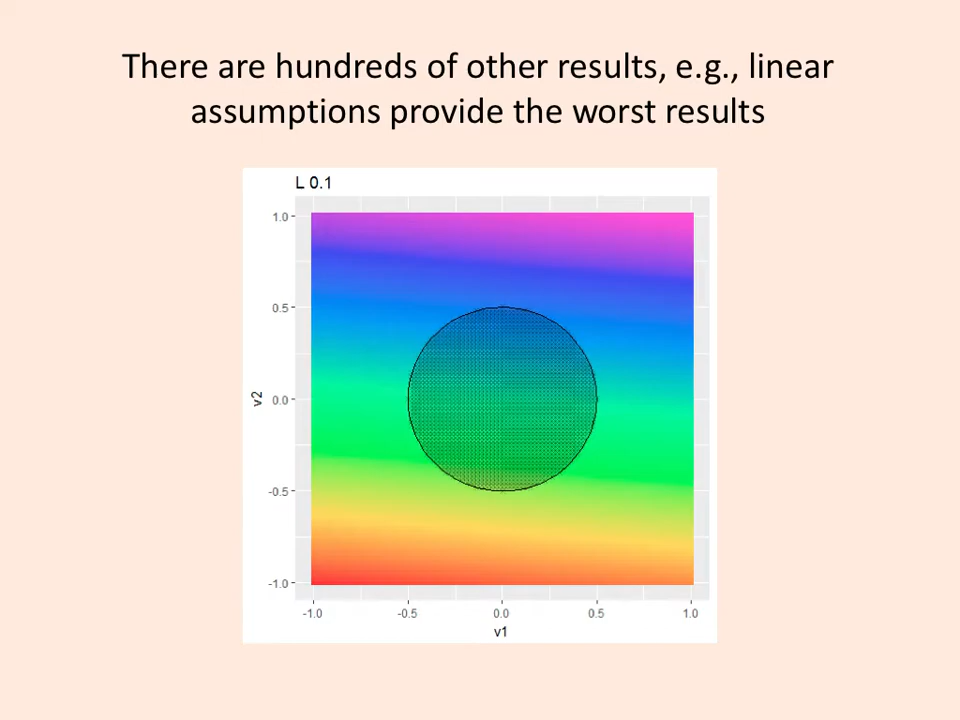 There are hundreds of other results, e.g., linear
assumptions provide the worst results
L 0.1
1.0
0.5
0.0
-0.5
-1.0
v2
-1.0 -0.5 0.0 0.5 1.0
v1